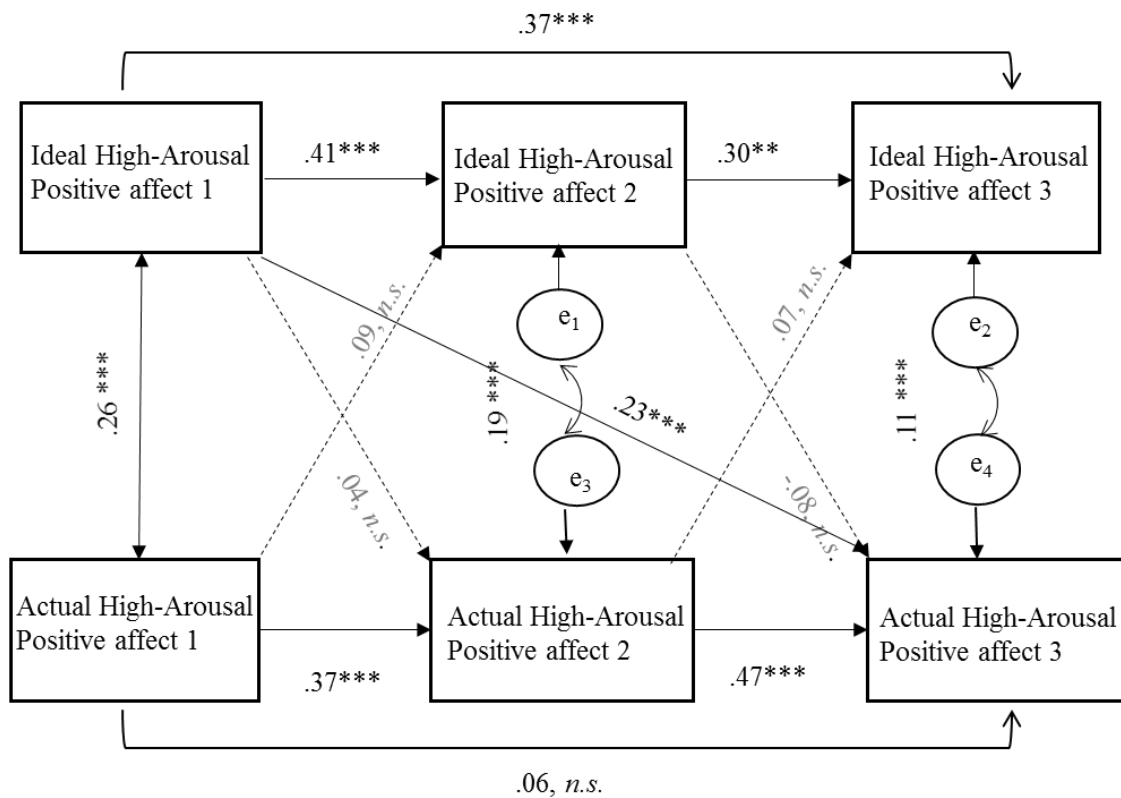 .37***
Ideal High-Arousal
Positive affect 1
.41***
Ideal High-Arousal
Positive affect 2
.30**
Ideal High-Arousal
Positive affect 3
.26 ***
.09, n.s.
.04, n.s.
e1
.19 ****
e3
.23***
.07, n.s.
-.08, n.s.
e2
.11 ***
e4
Actual High-Arousal
Positive affect 1
.37***
Actual High-Arousal
Positive affect 2
.47***
Actual High-Arousal
Positive affect 3
.06, n.s.